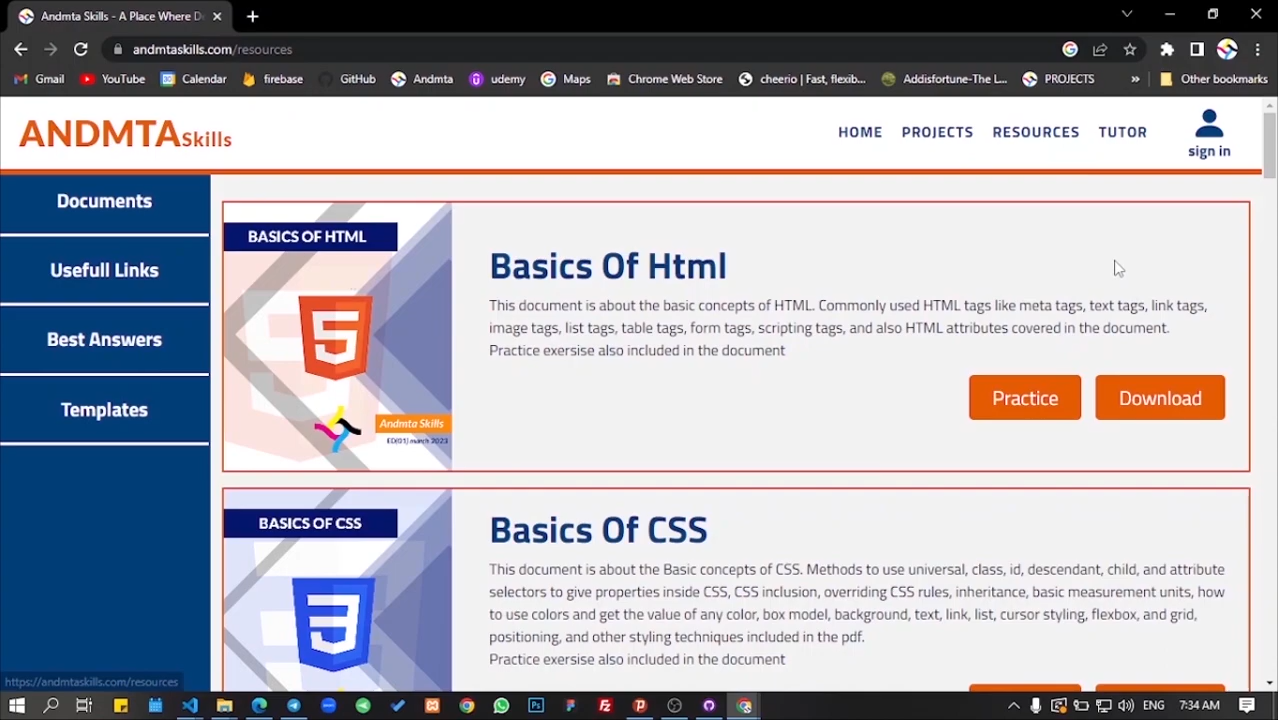 Andmta Skills - A Place Where D
andmtaskills.com/resources
Gmail YouTube Calendar firebase GitHub Andmta udemy Maps Chrome Web Store cheerio | Fast, flexib... Addisfortune-The L... PROJECTS » Other bookmarks
ANDMTASkills
HOME PROJECTS RESOURCES TUTOR
sign in
Documents
Usefull Links
Best Answers
Templates
BASICS OF HTML
Andmta Skills
ED(01) march 2023
Basics Of Html
This document is about the basic concepts of HTML. Commonly used HTML tags like meta tags, text tags, link tags,
image tags, list tags, table tags, form tags, scripting tags, and also HTML attributes covered in the document.
Practice exersise also included in the document
Practice Download
BASICS OF CSS
Basics Of CSS
This document is about the Basic concepts of CSS. Methods to use universal, class, id, descendant, child, and attribute
selectors to give properties inside CSS, CSS inclusion, overriding CSS rules, inheritance, basic measurement units, how
to use colors and get the value of any color, box model, background, text, link, list, cursor styling, flexbox, and grid,
positioning, and other styling techniques included in the pdf.
Practice exersise also included in the document
https://andmtaskills.com/resources
ENG 7:34 AM